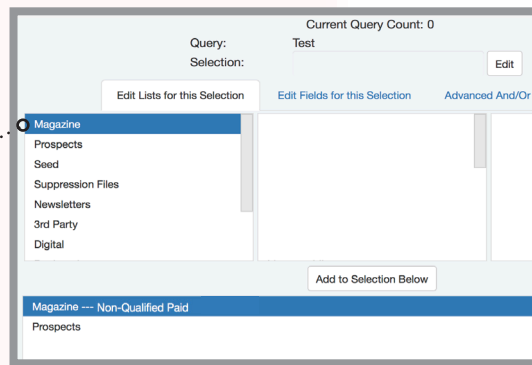 Current Query Count: 0
Query: Test
Selection:
Edit
Edit Lists for this Selection Edit Fields for this Selection Advanced And/Or
Magazine
Prospects
Seed
Suppression Files
Newsletters
3rd Party
Digital
Add to Selection Below
Magazine --- Non-Qualified Paid
Prospects